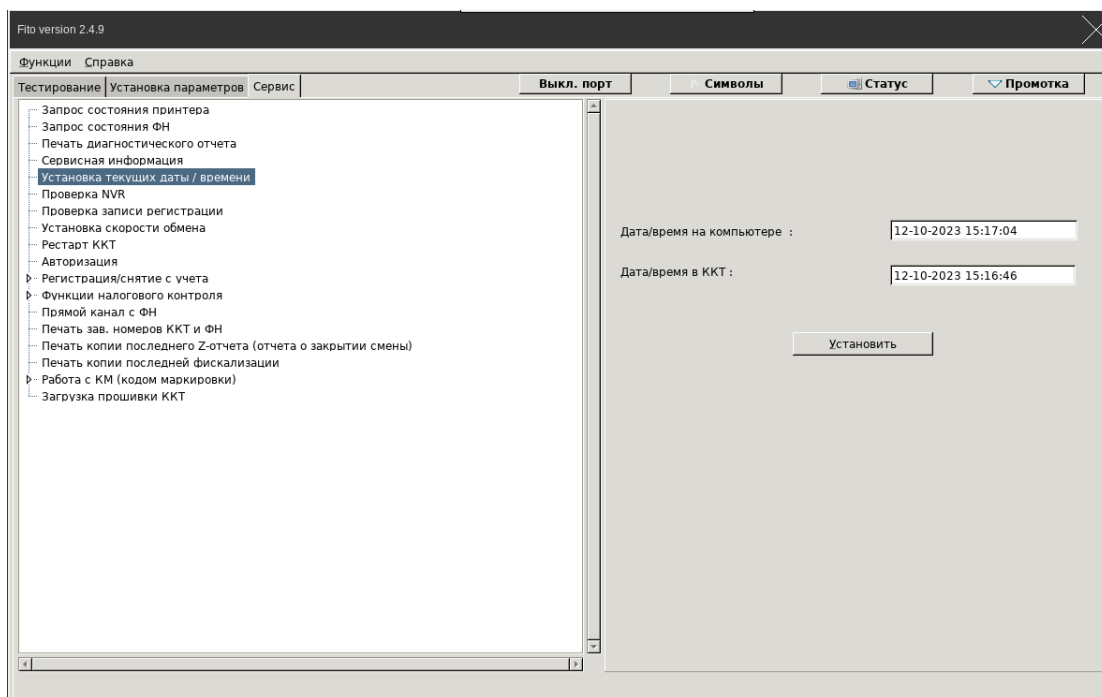 Fito version 2.4.9
Функции Справка
Тестирование Установка параметров Сервис Выкл. порт Символы Статус Промотка
Запрос состояния принтера
Запрос состояния ФН
Печать диагностического отчета
Сервисная информация
Установка текущих даты / времени
Проверка NVR
Проверка записи регистрации
Установка скорости обмена
Рестарт ККТ
Авторизация
Регистрация/снятие с учета
Функции налогового контроля
Прямой канал с ФН
Печать зав. номеров ККТ и ФН
Печать копии последнего Z-отчета (отчета о закрытии смены)
Печать копии последней фискализации
Работа с КМ (кодом маркировки)
Загрузка прошивки ККТ
Дата/время на компьютере : 12-10-2023 15:17:04
Дата/время в ККТ : 12-10-2023 15:16:46
Установить